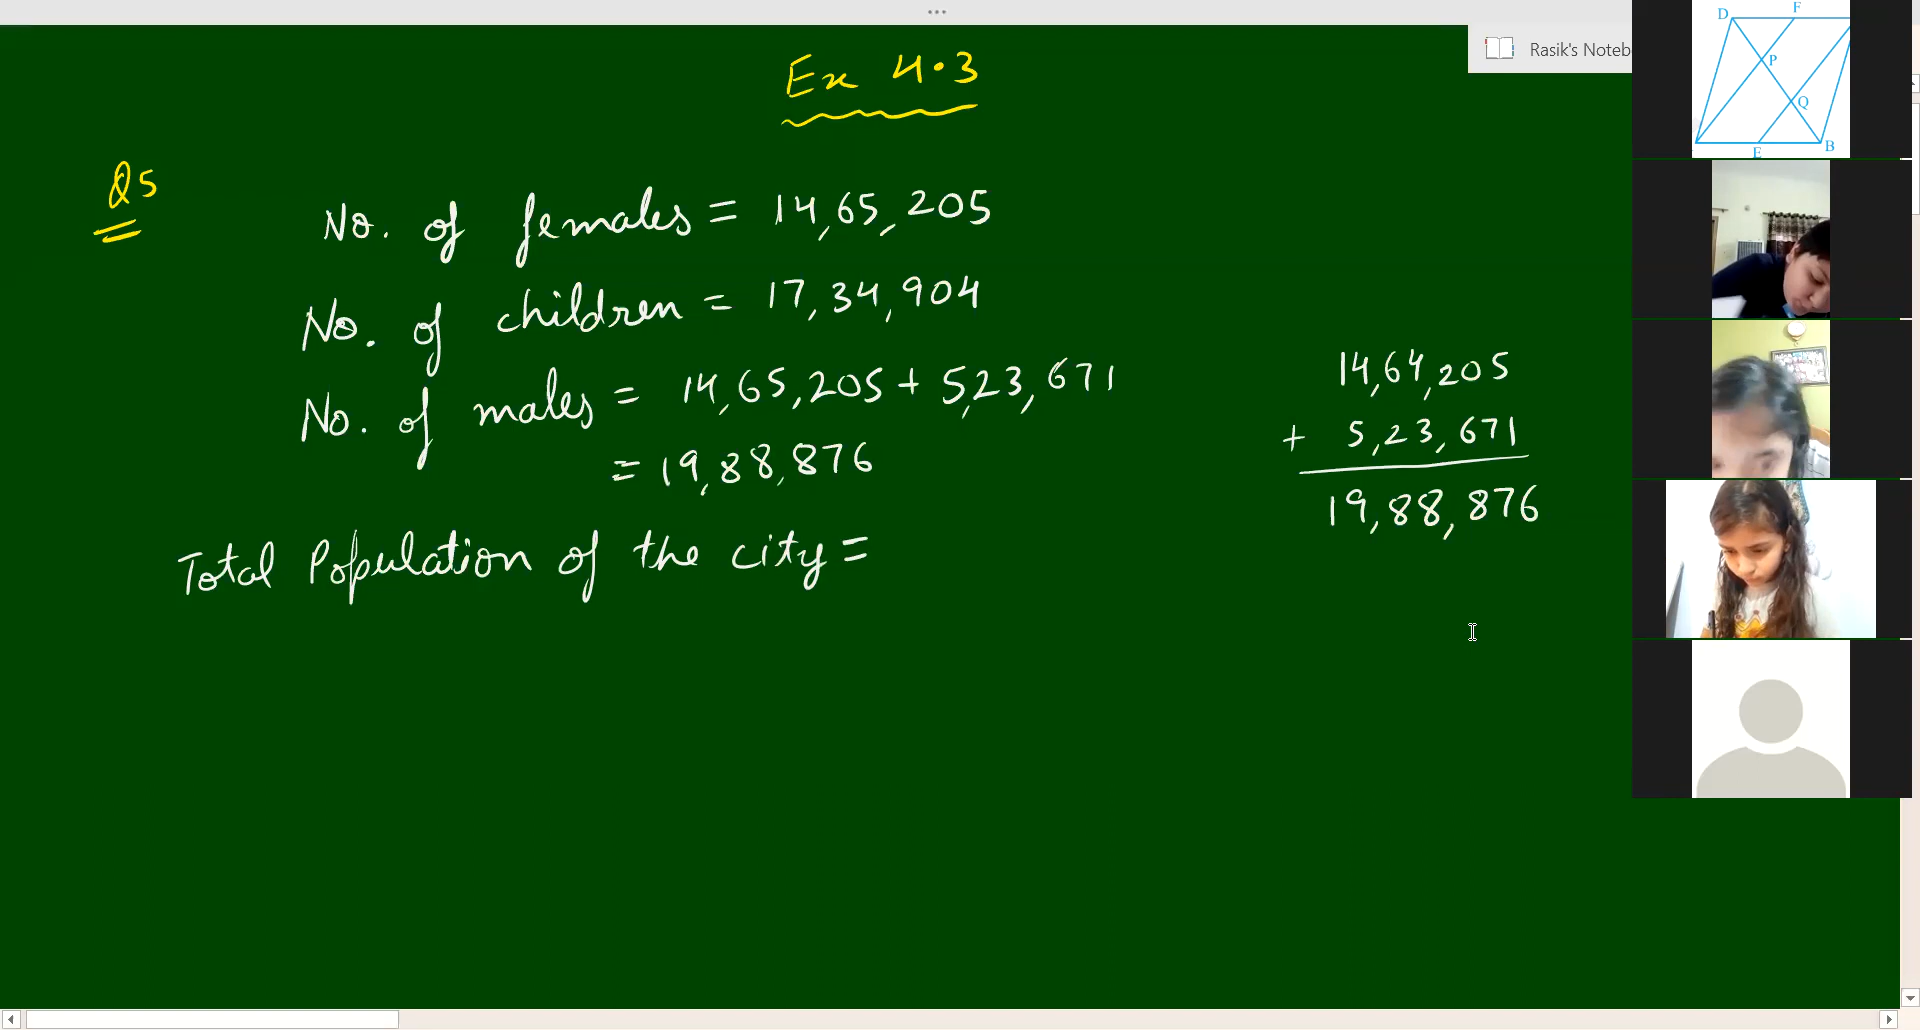 Ex 4.3
Rasik's Noteb
Q5
No. of females = 14,65,205
No. of children = 17,34,904
No. of males = 14,65,205 + 5,23,671
= 19,88,876
Total Population of the city =
14,64,205
+ 5,23,671
19,88,876
D F
P
Q
E B